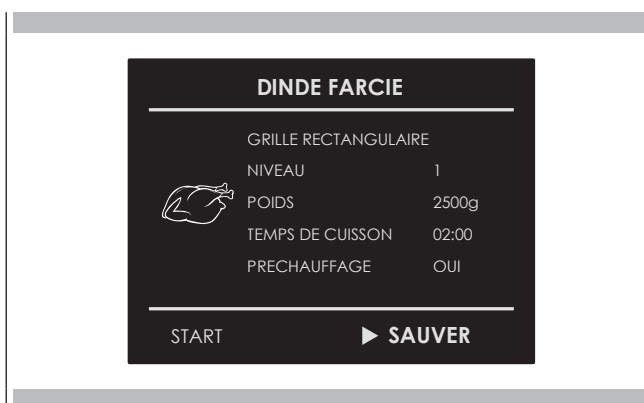 DINDE FARCIE
GRILLE RECTANGULAIRE
NIVEAU 1
POIDS 2500g
TEMPS DE CUISSON 02:00
PRECHAUFFAGE OUI
START ▶ SAUVER